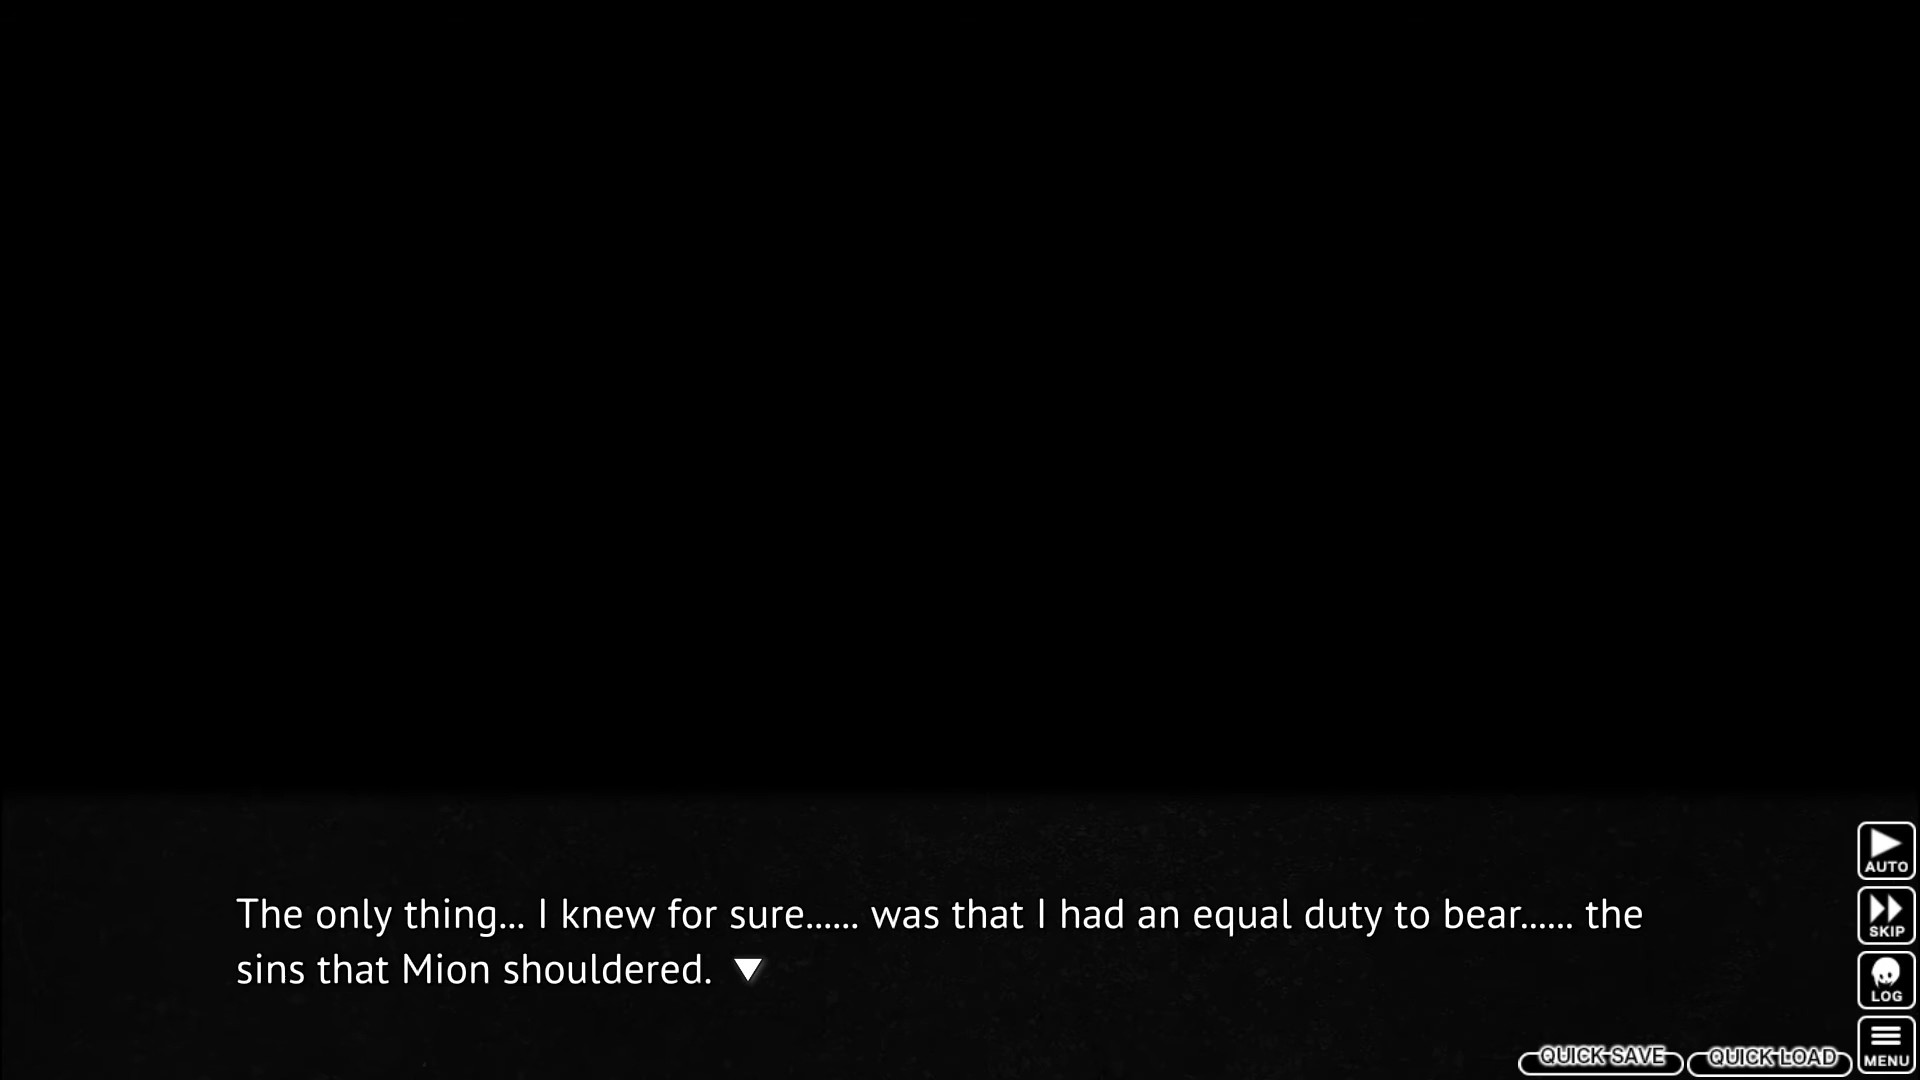 The only thing... I knew for sure...... was that I had an equal duty to bear...... the
sins that Mion shouldered.
AUTO
SKIP
LOG
MENU
QUICK SAVE
QUICK LOAD